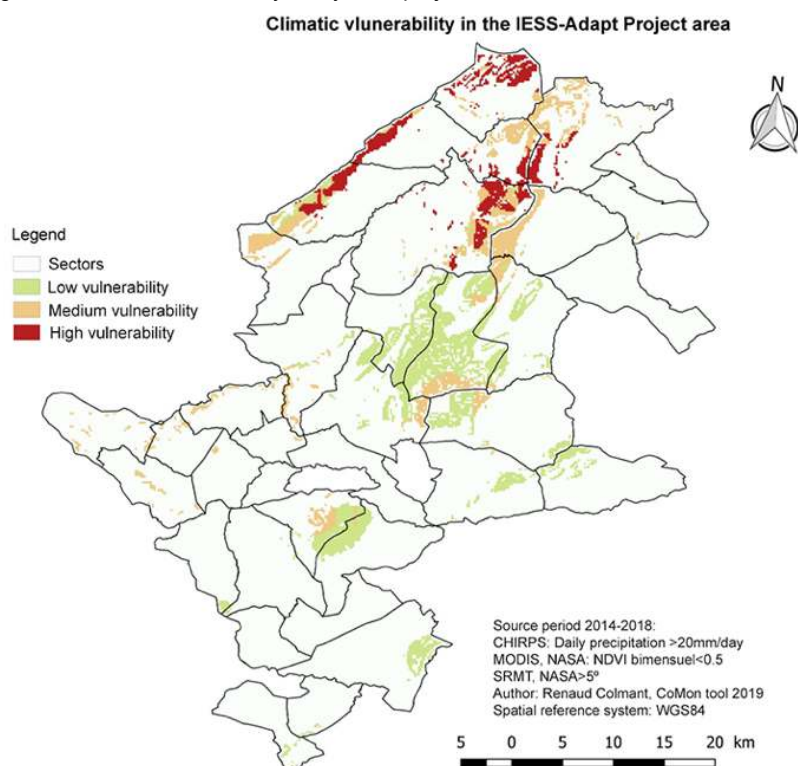 Climatic vlunerability in the IESS-Adapt Project area
N
Legend
Sectors
Low vulnerability
Medium vulnerability
High vulnerability
Source period 2014-2018:
CHIRPS: Daily precipitation >20mm/day
MODIS, NASA: NDVI bimensuel<0.5
SRMT, NASA>5º
Author: Renaud Colmant, CoMon tool 2019
Spatial reference system: WGS84
5 0 5 10 15 20 km